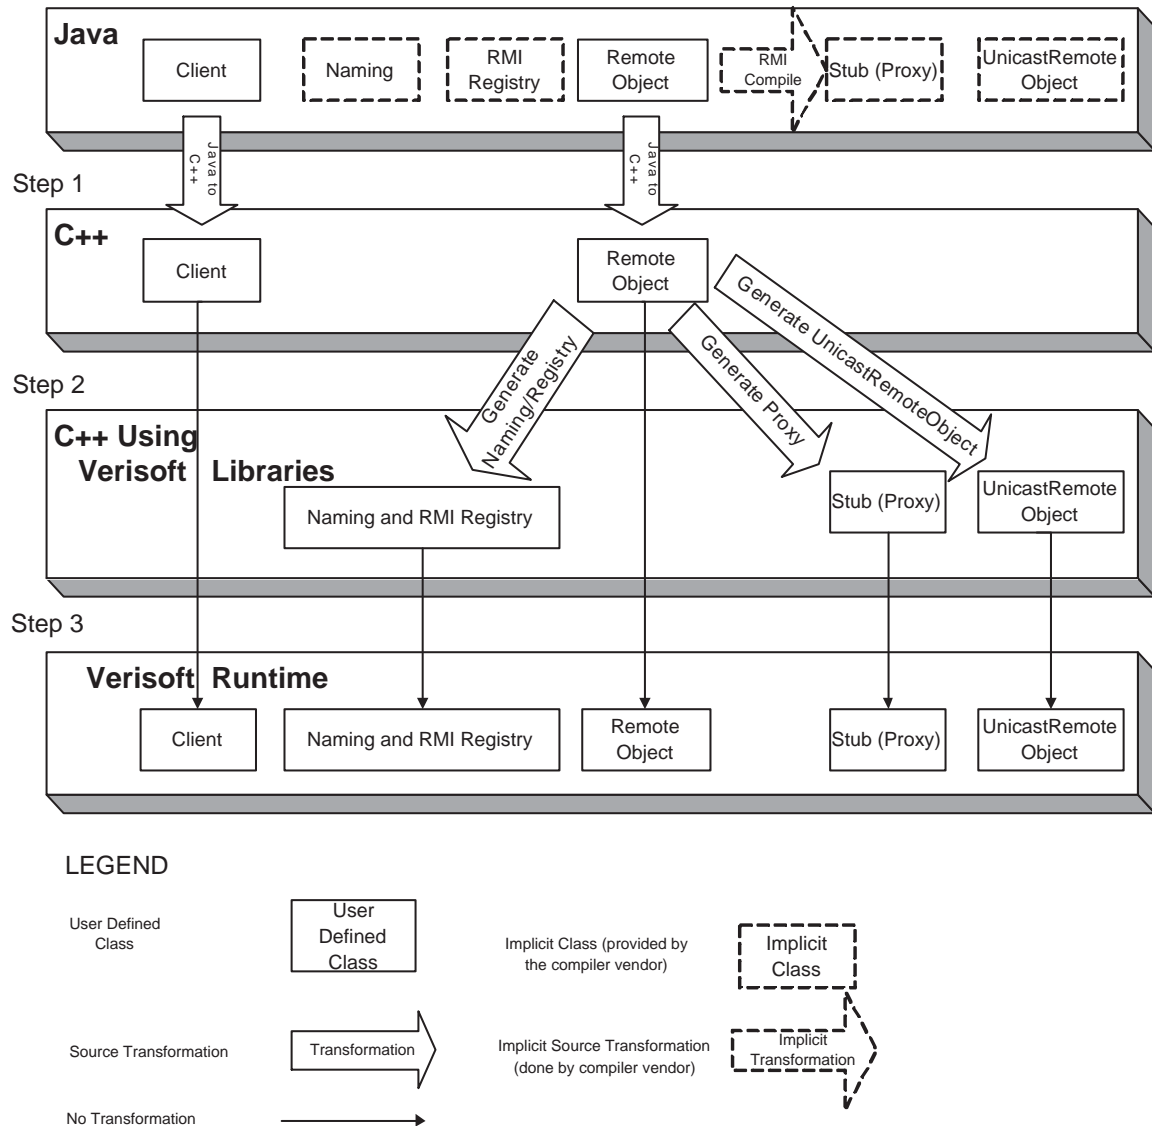 Java
Client
Naming
RMI
Registry
Remote
Object
RMI
Compile
Stub (Proxy)
UnicastRemote
Object
Java to
C++
Java to
C++
Step 1
C++
Client
Remote
Object
Generate
Naming/Registry
Generate Proxy
Generate UnicastRemoteObject
Step 2
C++ Using
Verisoft Libraries
Naming and RMI Registry
Stub (Proxy)
UnicastRemote
Object
Step 3
Verisoft Runtime
Client
Naming and RMI Registry
Remote
Object
Stub (Proxy)
UnicastRemote
Object
LEGEND
User Defined
Class
User
Defined
Class
Implicit Class (provided by
the compiler vendor)
Implicit
Class
Source Transformation
Transformation
Implicit Source Transformation
(done by compiler vendor)
Implicit
Transformation
No Transformation